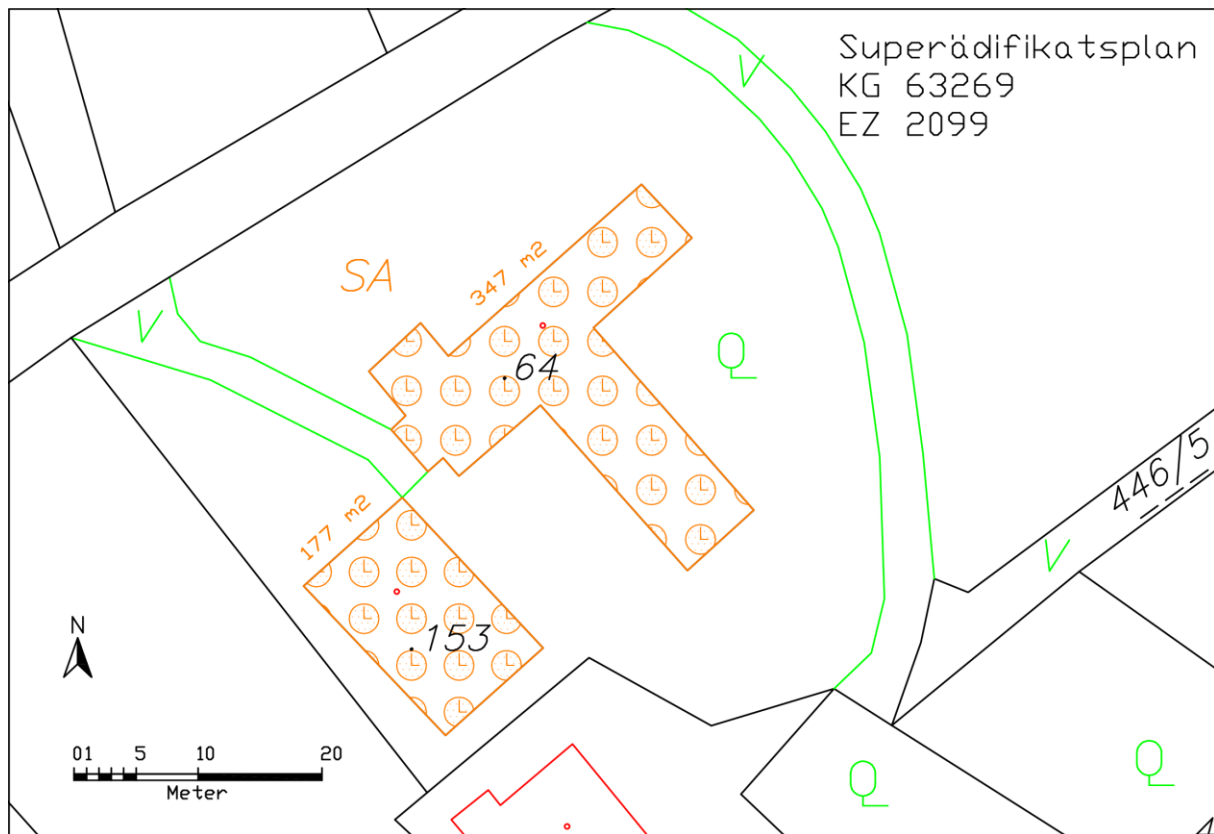 Superädifikatsplan
KG 63269
EZ 2099
SA
347 m2
.64
446/5
177 m2
.153
N
01 5 10 20
Meter